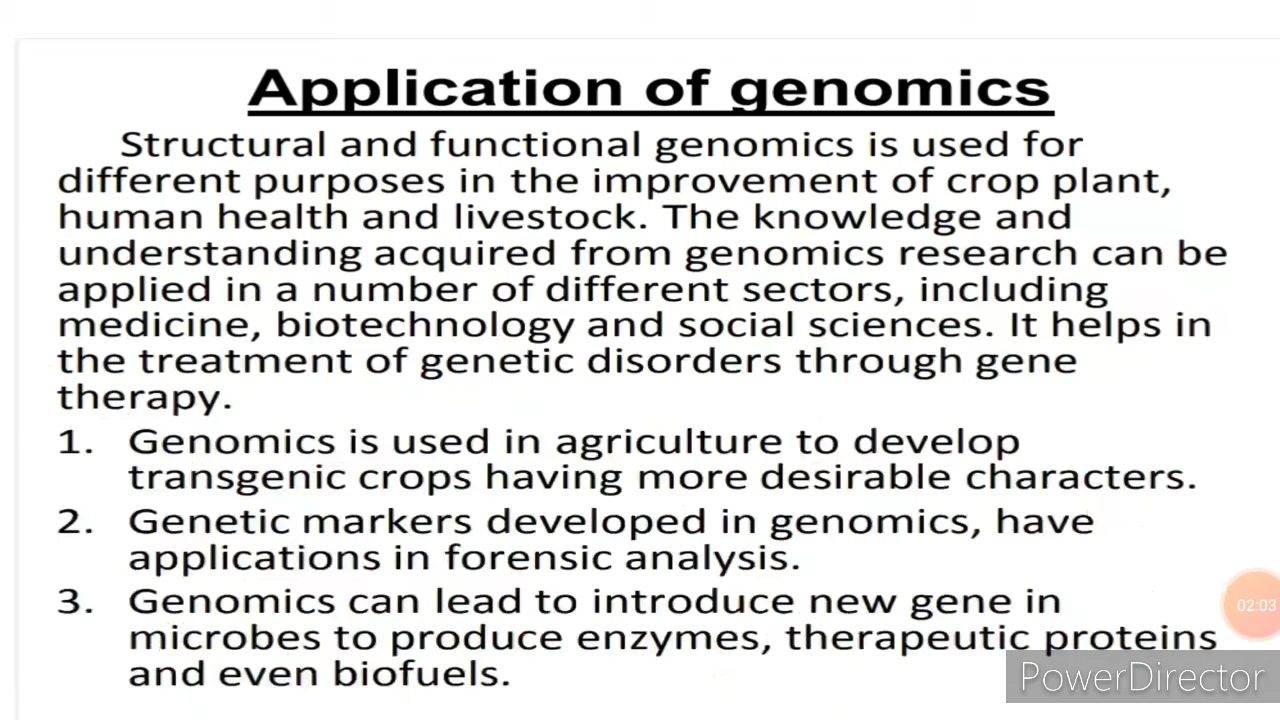 Application of genomics
Structural and functional genomics is used for
different purposes in the improvement of crop plant,
human health and livestock. The knowledge and
understanding acquired from genomics research can be
applied in a number of different sectors, including
medicine, biotechnology and social sciences. It helps in
the treatment of genetic disorders through gene
therapy.
1. Genomics is used in agriculture to develop
transgenic crops having more desirable characters.
2. Genetic markers developed in genomics, have
applications in forensic analysis.
3. Genomics can lead to introduce new gene in
microbes to produce enzymes, therapeutic proteins
and even biofuels.
02:03
PowerDirector